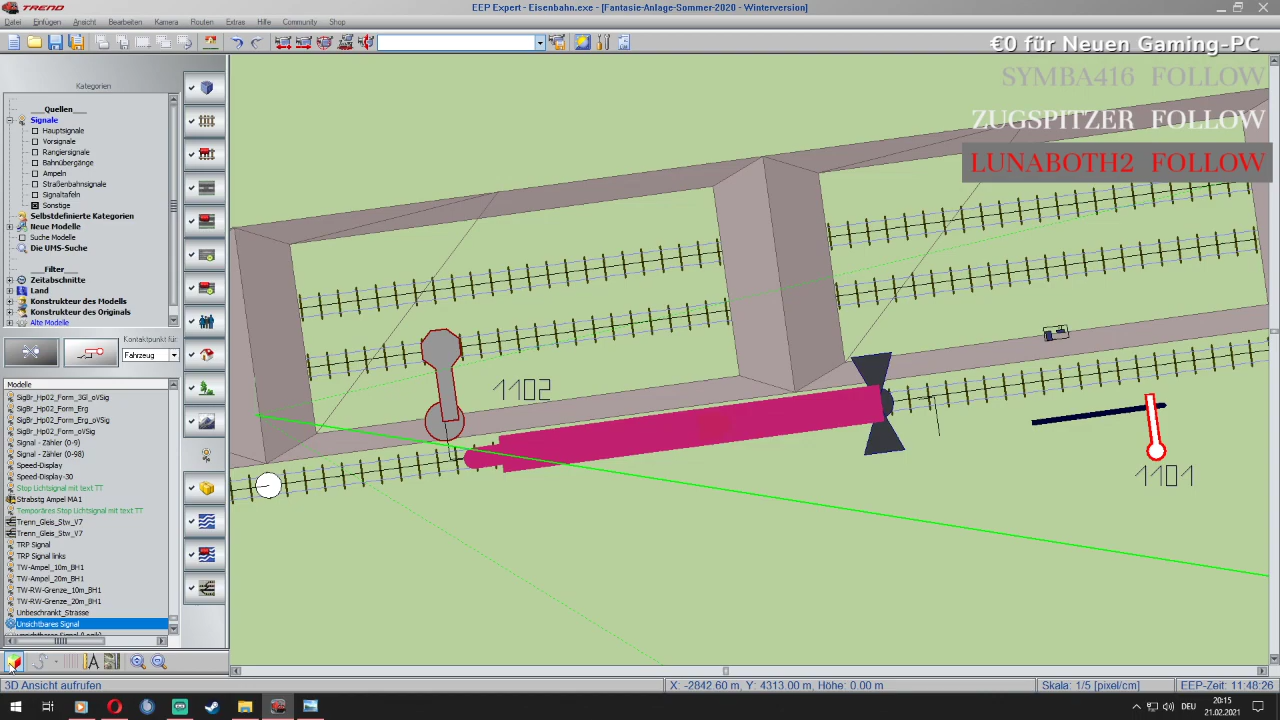 TREND
EEP Expert - Eisenbahn.exe - [Fantasie-Anlage-Sommer-2020 - Winterversion]
Datei Einfügen Ansicht Bearbeiten Kamera Routen Extras Hilfe Community Shop
€0 für Neuen Gaming-PC
SYMBA416 FOLLOW
ZUGSPITZER FOLLOW
LUNABOTH2 FOLLOW
Kategorien
___Quellen___
Signale
Hauptsignale
Vorsignale
Rangiersignale
Bahnübergänge
Ampeln
Straßenbahnsignale
Signaltafeln
Sonstige
Selbstdefinierte Kategorien
Neue Modelle
Suche Modelle
Die UMS-Suche
___Filter___
Zeitabschnitte
Land
Konstrukteur des Modells
Konstrukteur des Originals
Alte Modelle
Kontaktpunkt für:
Fahrzeug
Modelle
SigBr_Hp02_Form_3Gl_oVSig
SigBr_Hp02_Form_Erg
SigBr_Hp02_Form_Erg_oVSig
SigBr_Hp02_Form_oVSig
Signal - Zähler (0-9)
Signal - Zähler (0-98)
Speed-Display
Speed-Display-30
Stop Lichtsignal mit text TT
Strabstg Ampel MA1
Temporäres Stop Lichtsignal mit text TT
Trenn_Gleis_Stw_V7
Trenn_Gleis_Stw_V7
TRP Signal
TRP Signal links
TW-Ampel_10m_BH1
TW-Ampel_20m_BH1
TW-RW-Grenze_10m_BH1
TW-RW-Grenze_20m_BH1
Unbeschrankt_Strasse
Unsichtbares Signal
1102
1101
3D Ansicht aufrufen
X: -2842.60 m, Y: 4313.00 m, Höhe: 0.00 m
Skala: 1/5 [pixel/cm]
EEP-Zeit: 11:48:26
DEU
20:15
21.02.2021